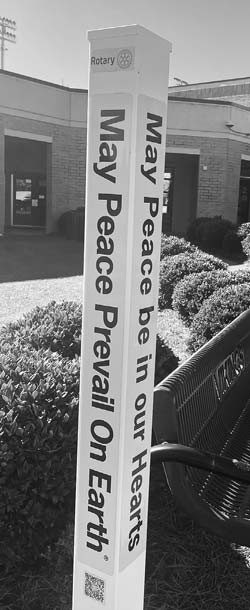 Rotary
May Peace Prevail On Earth®
May Peace be in our Hearts